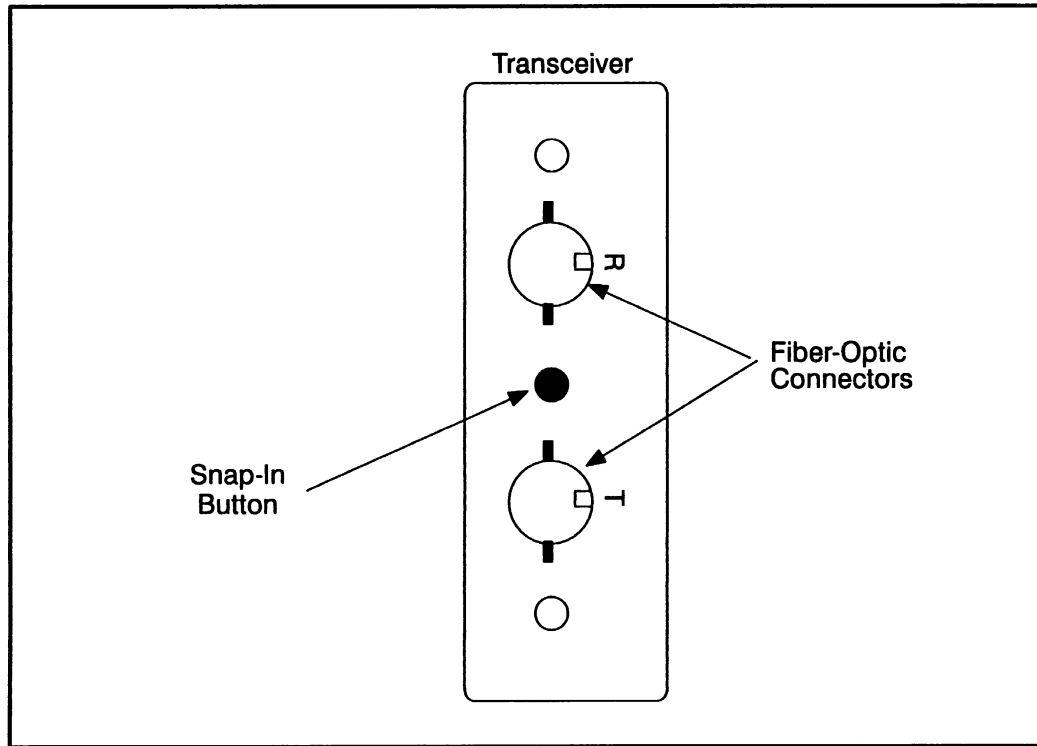 Transceiver
R
Fiber-Optic
Connectors
Snap-In
Button
T